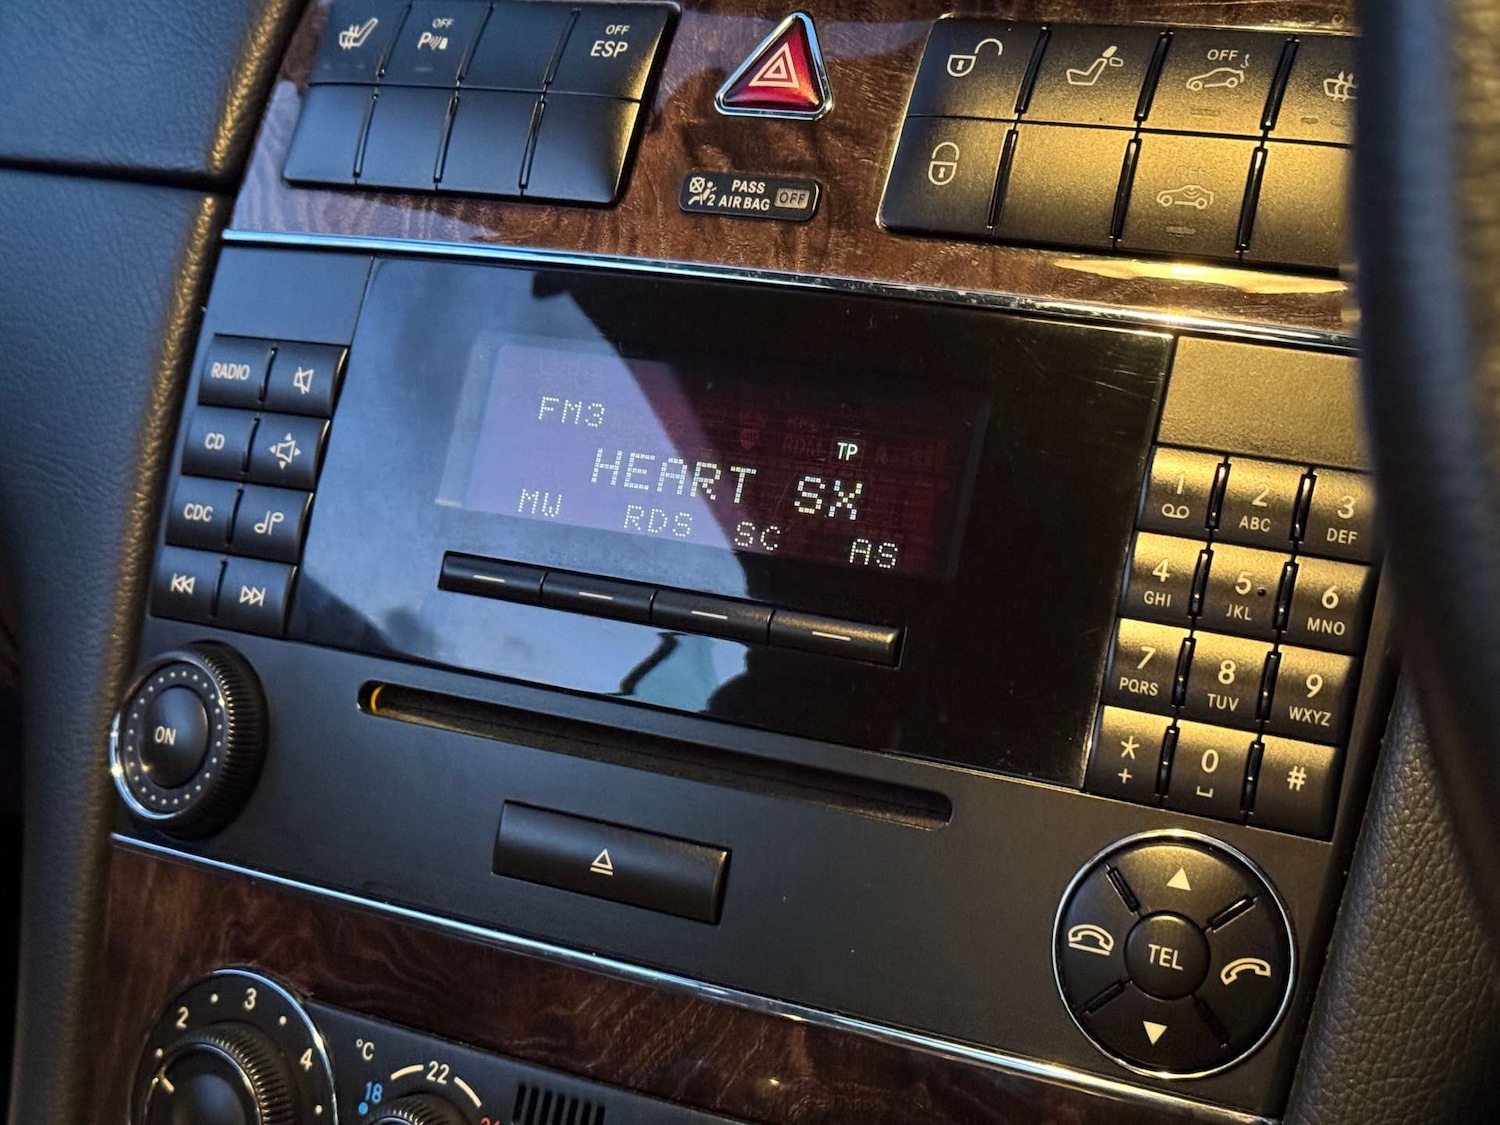 OFF
P
OFF
ESP
OFF
PASS
2 AIR BAG OFF
RADIO
CD
CDC
FM3
TP
HEART SX
MW RDS SC AS
1
2 ABC
3 DEF
4 GHI
5 JKL
6 MNO
7 PQRS
8 TUV
9 WXYZ
* +
0
#
ON
TEL
2 3 4
°C
18 22